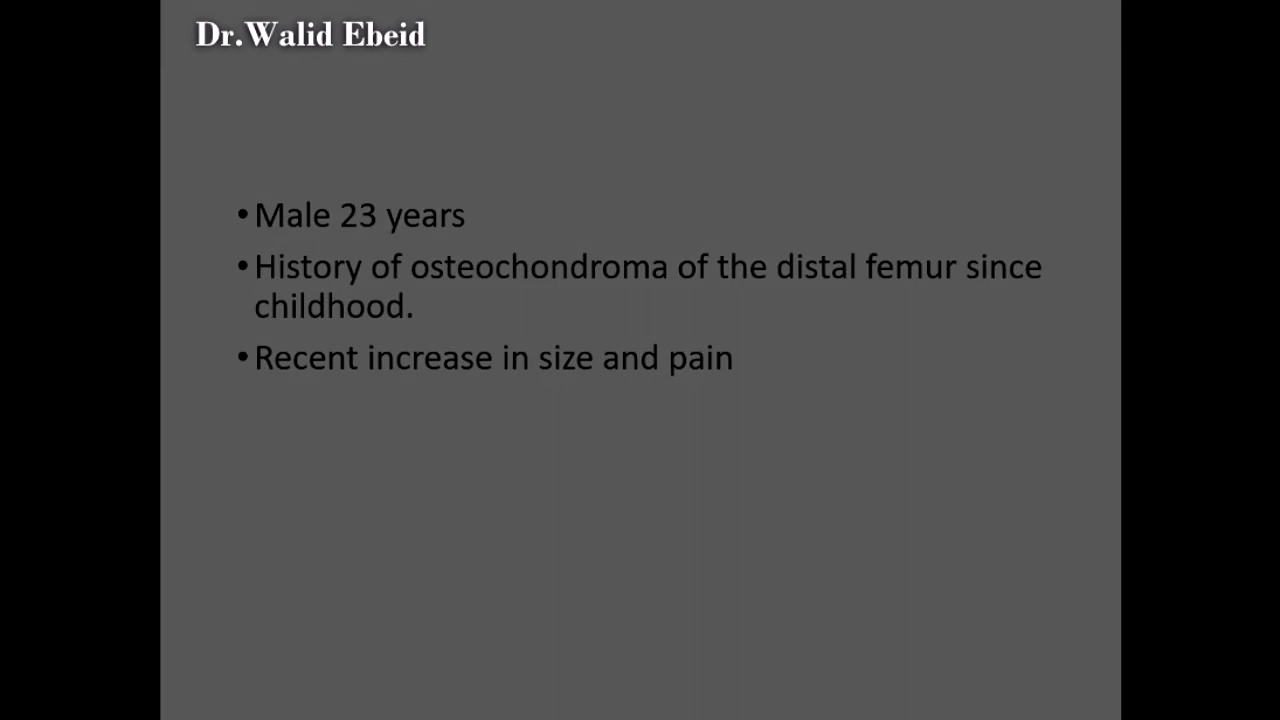 Dr.Walid Ebeid
•Male 23 years
•History of osteochondroma of the distal femur since
childhood.
•Recent increase in size and pain